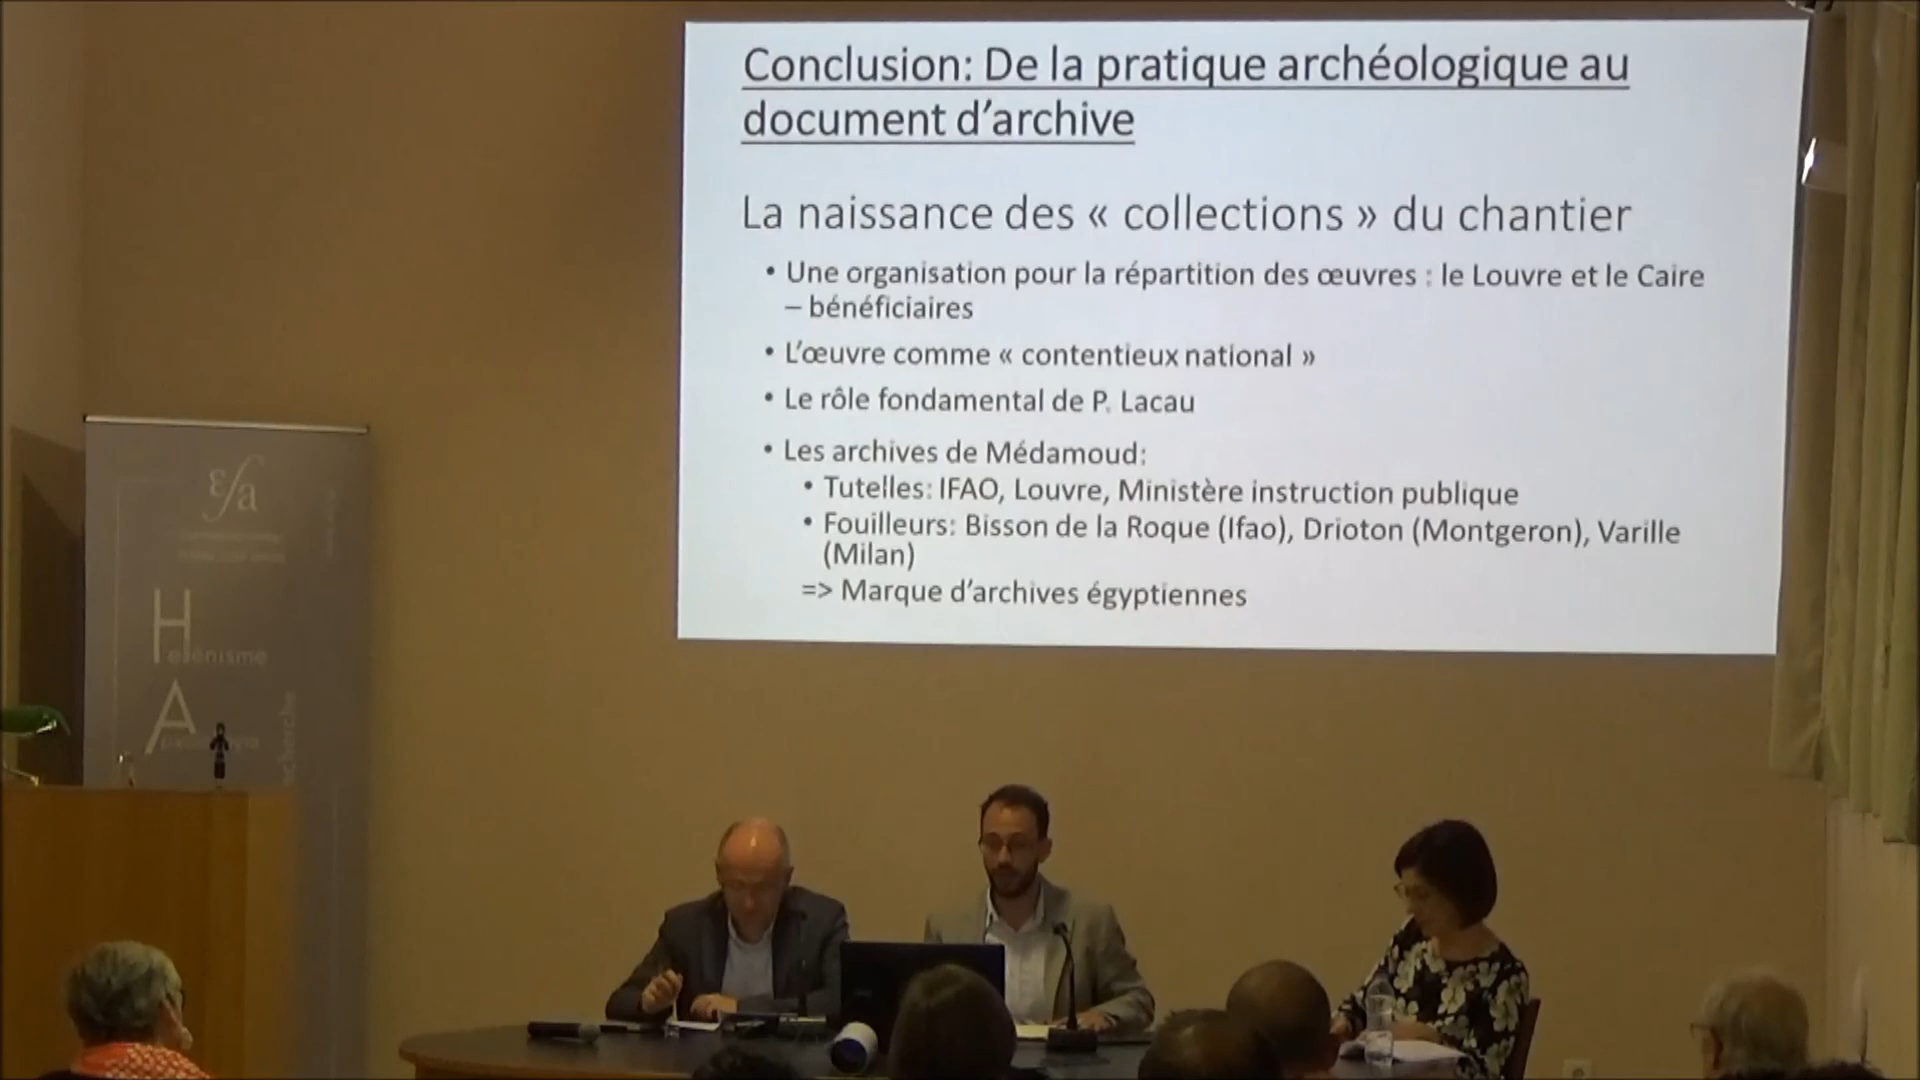 Conclusion: De la pratique archéologique au
document d'archive
La naissance des « collections » du chantier
• Une organisation pour la répartition des œuvres : le Louvre et le Caire
– bénéficiaires
• L'œuvre comme « contentieux national »
• Le rôle fondamental de P. Lacau
• Les archives de Médamoud:
• Tutelles: IFAO, Louvre, Ministère instruction publique
• Fouilleurs: Bisson de la Roque (Ifao), Drioton (Montgeron), Varille
(Milan)
=> Marque d'archives égyptiennes
εfa
H
ellénisme
A